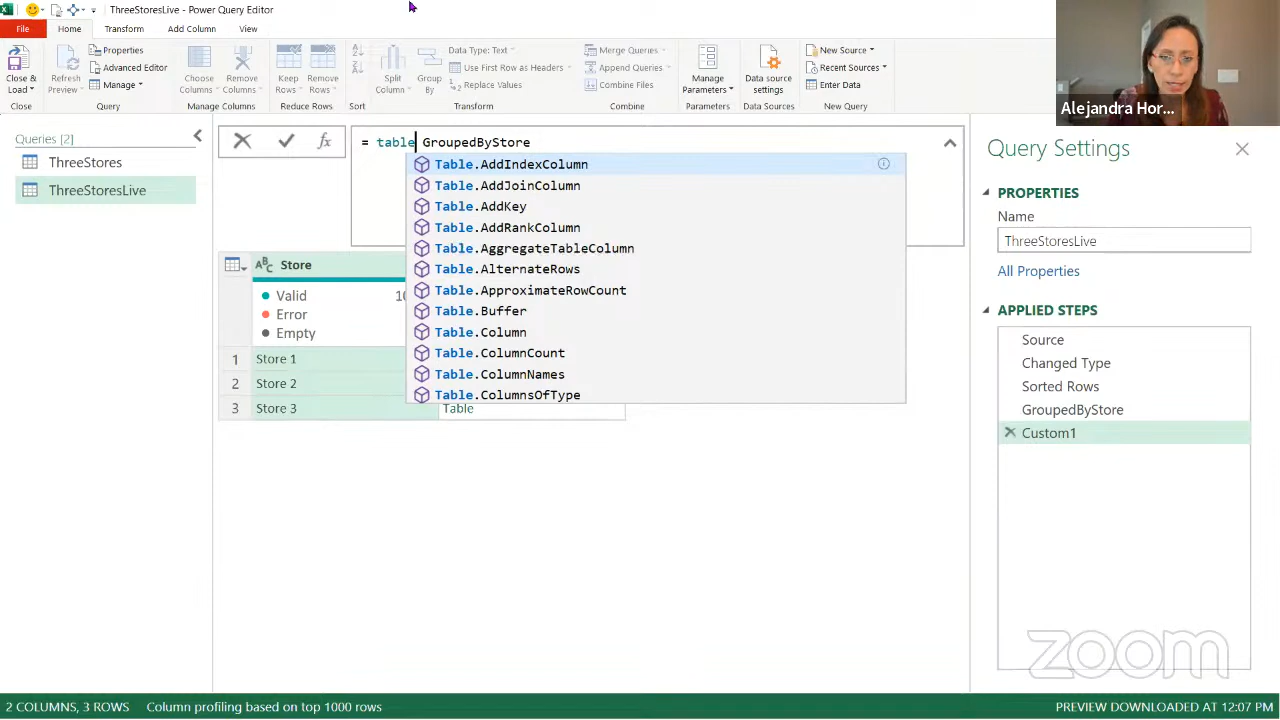 ThreeStoresLive - Power Query Editor
File Home Transform Add Column View
Close & Load
Close
Refresh Preview
Properties
Advanced Editor
Manage
Query
Choose Columns
Remove Columns
Manage Columns
Keep Rows
Remove Rows
Reduce Rows
Sort
Split Column
Group By
Data Type: Text
Use First Row as Headers
Replace Values
Transform
Merge Queries
Append Queries
Combine Files
Combine
Manage Parameters
Parameters
Data source settings
Data Sources
New Source
Recent Sources
Enter Data
New Query
Alejandra Hor...
Queries [2]
ThreeStores
ThreeStoresLive
fx
= table GroupedByStore
Table.AddIndexColumn
Table.AddJoinColumn
Table.AddKey
Table.AddRankColumn
Table.AggregateTableColumn
Table.AlternateRows
Table.ApproximateRowCount
Table.Buffer
Table.Column
Table.ColumnCount
Table.ColumnNames
Table.ColumnsOfType
ABC Store
Valid 10
Error
Empty
1 Store 1
2 Store 2
3 Store 3 Table
Query Settings
PROPERTIES
Name
ThreeStoresLive
All Properties
APPLIED STEPS
Source
Changed Type
Sorted Rows
GroupedByStore
Custom1
zoom
2 COLUMNS, 3 ROWS Column profiling based on top 1000 rows PREVIEW DOWNLOADED AT 12:07 PM